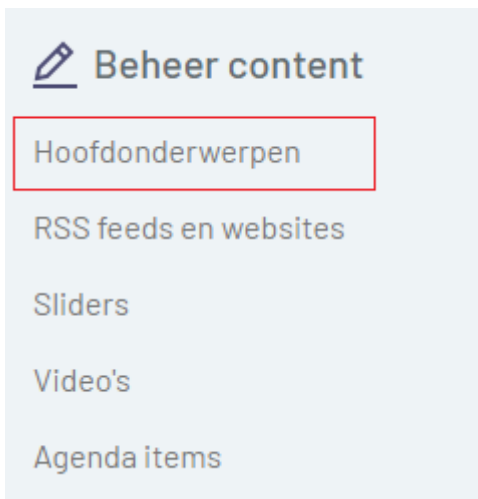 Beheer content
Hoofdonderwerpen
RSS feeds en websites
Sliders
Video's
Agenda items